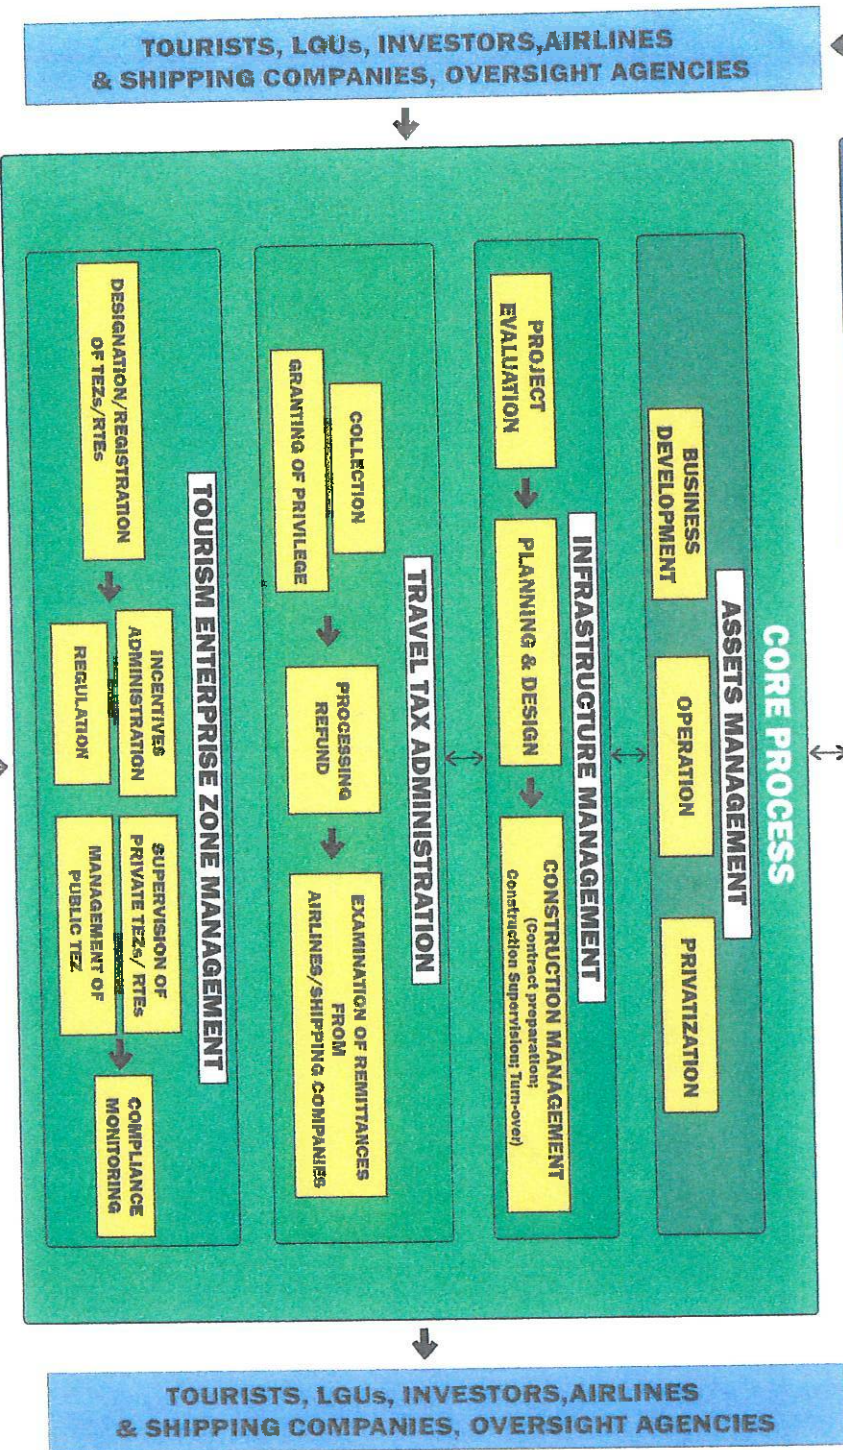 TOURISTS, LGUs, INVESTORS,AIRLINES
& SHIPPING COMPANIES, OVERSIGHT AGENCIES
CORE PROCESS
ASSETS MANAGEMENT
BUSINESS
DEVELOPMENT
OPERATION
PRIVATIZATION
INFRASTRUCTURE MANAGEMENT
PROJECT
EVALUATION
PLANNING & DESIGN
CONSTRUCTION MANAGEMENT
(Contract preparation;
Construction Supervision; Turn-over)
TRAVEL TAX ADMINISTRATION
COLLECTION
GRANTING OF PRIVILEGE
PROCESSING
REFUND
EXAMINATION OF REMITTANCES
FROM
AIRLINES/SHIPPING COMPANIES
TOURISM ENTERPRISE ZONE MANAGEMENT
DESIGNATION/REGISTRATION
OF TEZs/RTEs
INCENTIVES
ADMINISTRATION
REGULATION
SUPERVISION OF
PRIVATE TEZs/ RTEs
MANAGEMENT OF
PUBLIC TEZ
COMPLIANCE
MONITORING
TOURISTS, LGUs, INVESTORS,AIRLINES
& SHIPPING COMPANIES, OVERSIGHT AGENCIES